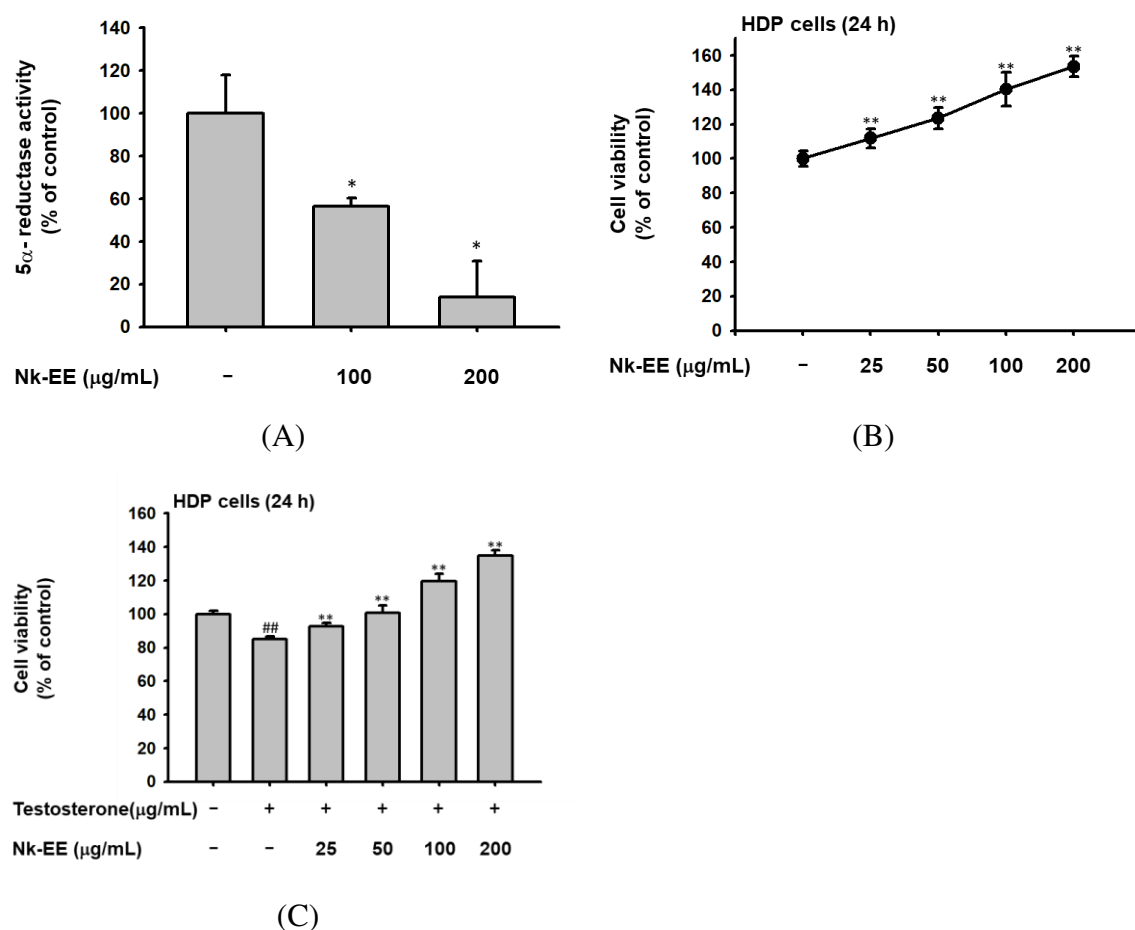 5α- reductase activity
(% of control)
140
120
100
80
60
40
20
0
*
*
Nk-EE (μg/mL)
– 100 200
(A)
HDP cells (24 h)
Cell viability
(% of control)
160
140
120
100
80
60
40
20
0
**
**
**
**
Nk-EE (μg/mL)
– 25 50 100 200
(B)
HDP cells (24 h)
Cell viability
(% of control)
160
140
120
100
80
60
40
20
0
##
**
**
**
**
Testosterone(μg/mL) – + + + + +
Nk-EE (μg/mL) – – 25 50 100 200
(C)